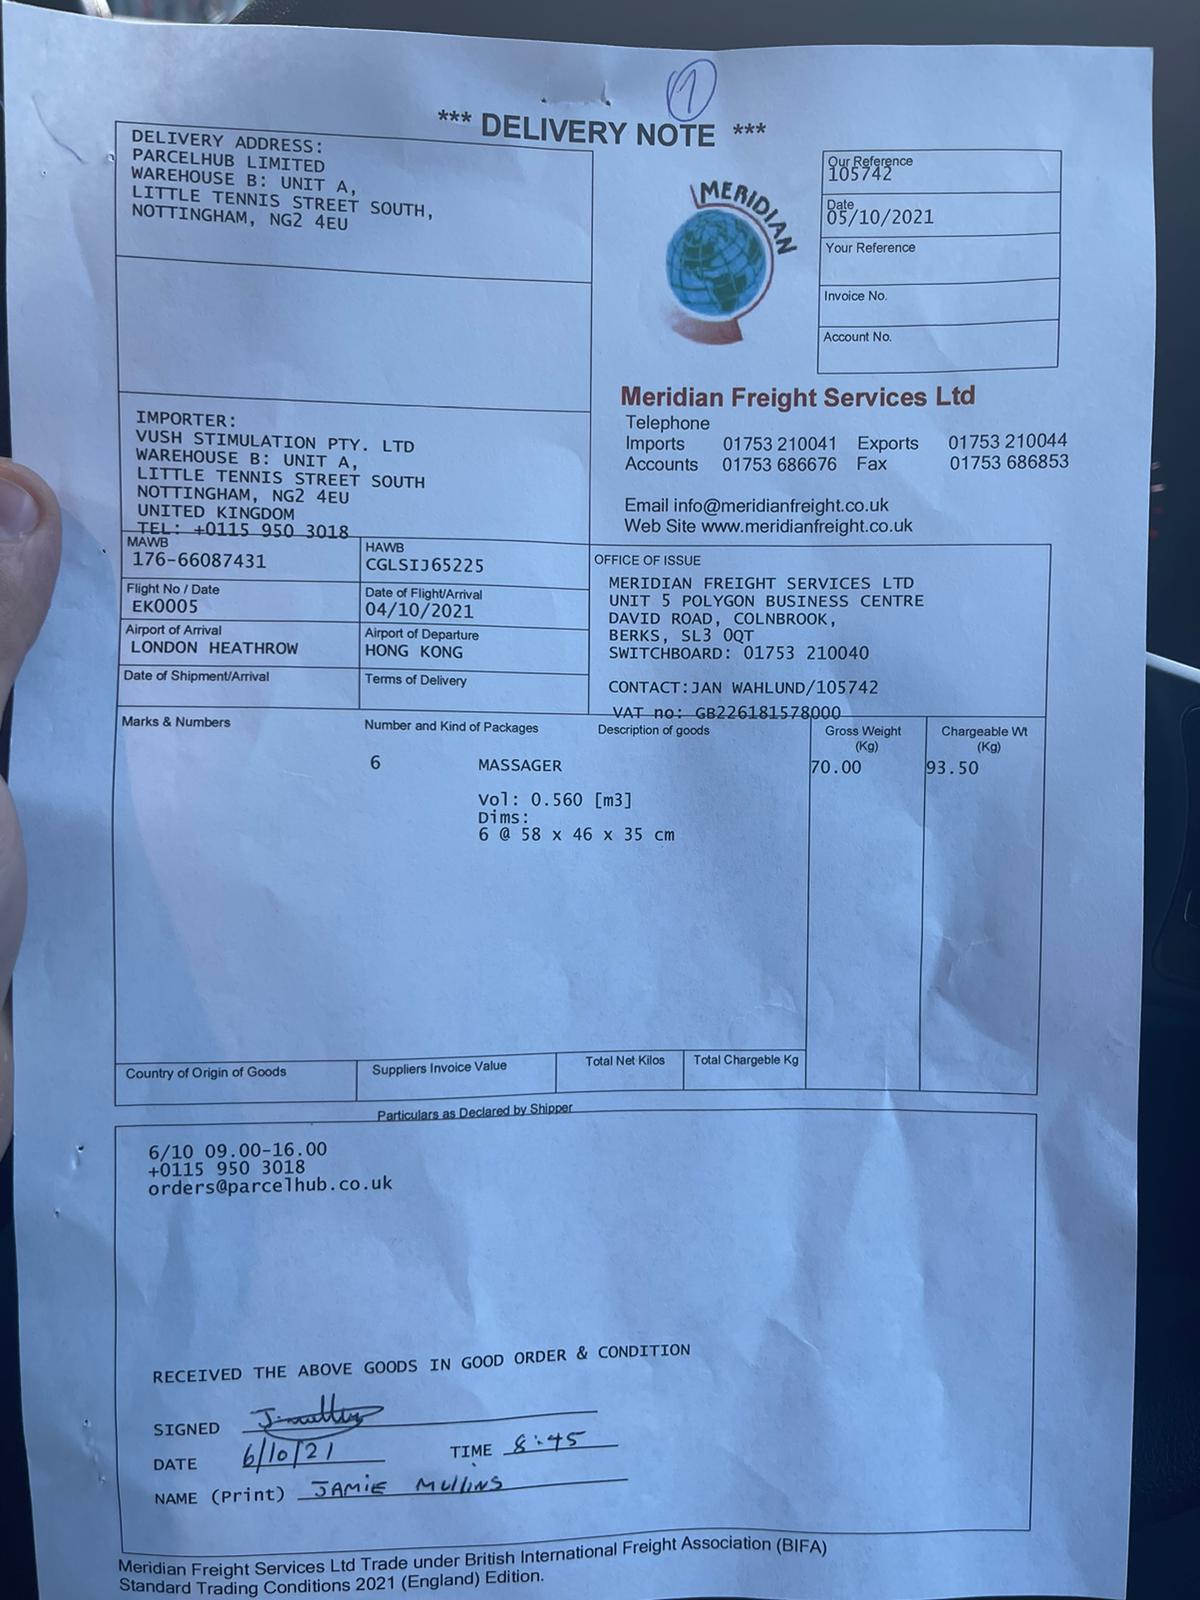 1
*** DELIVERY NOTE ***
DELIVERY ADDRESS:
PARCELHUB LIMITED
WAREHOUSE B: UNIT A,
LITTLE TENNIS STREET SOUTH,
NOTTINGHAM, NG2 4EU
MERIDIAN
Our Reference
105742
Date
05/10/2021
Your Reference
Invoice No.
Account No.
IMPORTER:
VUSH STIMULATION PTY. LTD
WAREHOUSE B: UNIT A,
LITTLE TENNIS STREET SOUTH
NOTTINGHAM, NG2 4EU
UNITED KINGDOM
TEL: +0115 950 3018
Meridian Freight Services Ltd
Telephone
Imports 01753 210041 Exports 01753 210044
Accounts 01753 686676 Fax 01753 686853
Email info@meridianfreight.co.uk
Web Site www.meridianfreight.co.uk
MAWB
176-66087431
HAWB
CGLSIJ65225
Flight No / Date
EK0005
Date of Flight/Arrival
04/10/2021
Airport of Arrival
LONDON HEATHROW
Airport of Departure
HONG KONG
Date of Shipment/Arrival
Terms of Delivery
OFFICE OF ISSUE
MERIDIAN FREIGHT SERVICES LTD
UNIT 5 POLYGON BUSINESS CENTRE
DAVID ROAD, COLNBROOK,
BERKS, SL3 0QT
SWITCHBOARD: 01753 210040
CONTACT:JAN WAHLUND/105742
VAT no: GB226181578000
Marks & Numbers
Number and Kind of Packages
Description of goods
Gross Weight
(Kg)
Chargeable Wt
(Kg)
6 MASSAGER 70.00 93.50
Vol: 0.560 [m3]
Dims:
6 @ 58 x 46 x 35 cm
Country of Origin of Goods
Suppliers Invoice Value
Total Net Kilos
Total Chargeable Kg
Particulars as Declared by Shipper
6/10 09.00-16.00
+0115 950 3018
orders@parcelhub.co.uk
RECEIVED THE ABOVE GOODS IN GOOD ORDER & CONDITION
SIGNED J.mullins
DATE 6/10/21 TIME 8:45
NAME (Print) JAMIE MULLINS
Meridian Freight Services Ltd Trade under British International Freight Association (BIFA)
Standard Trading Conditions 2021 (England) Edition.